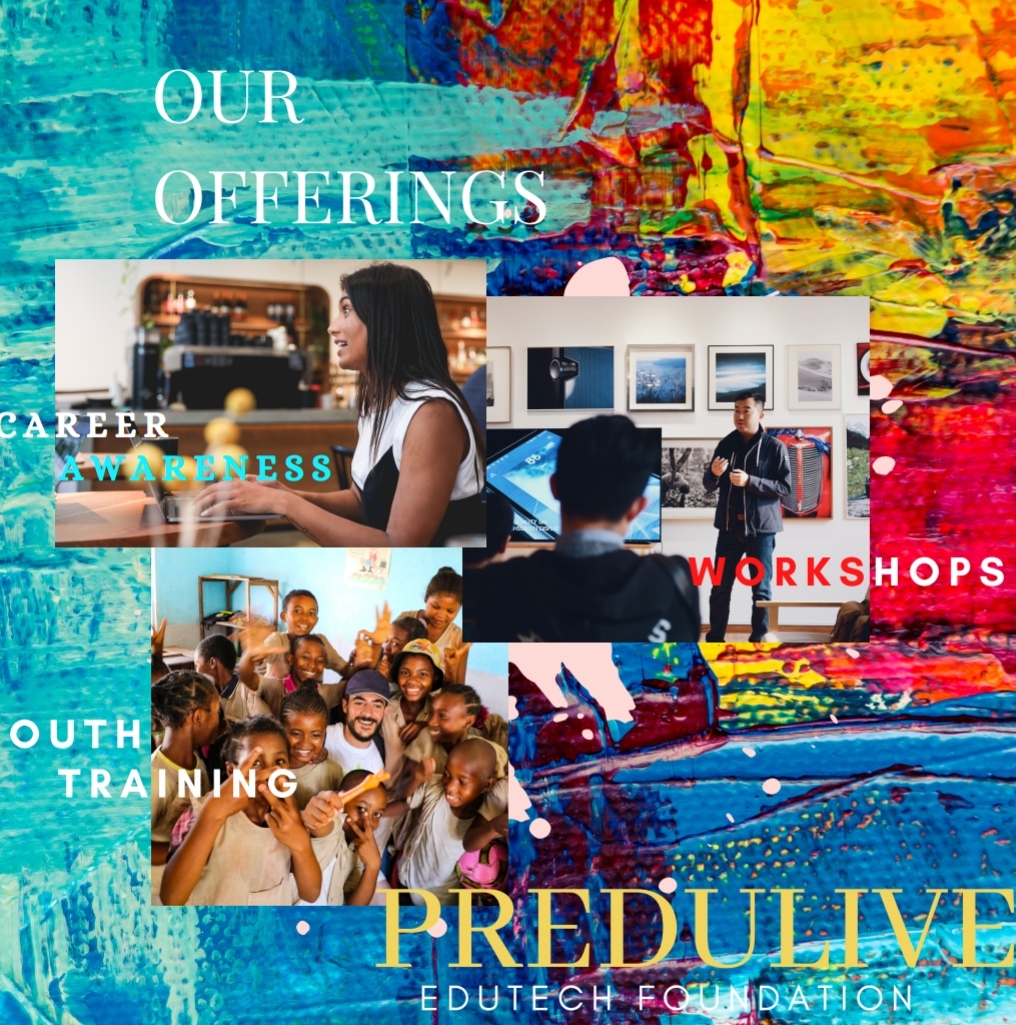 OUR
OFFERINGS
CAREER
AWARENESS
WORKSHOPS
OUTH
TRAINING
PREDULIVE
EDUTECH FOUNDATION